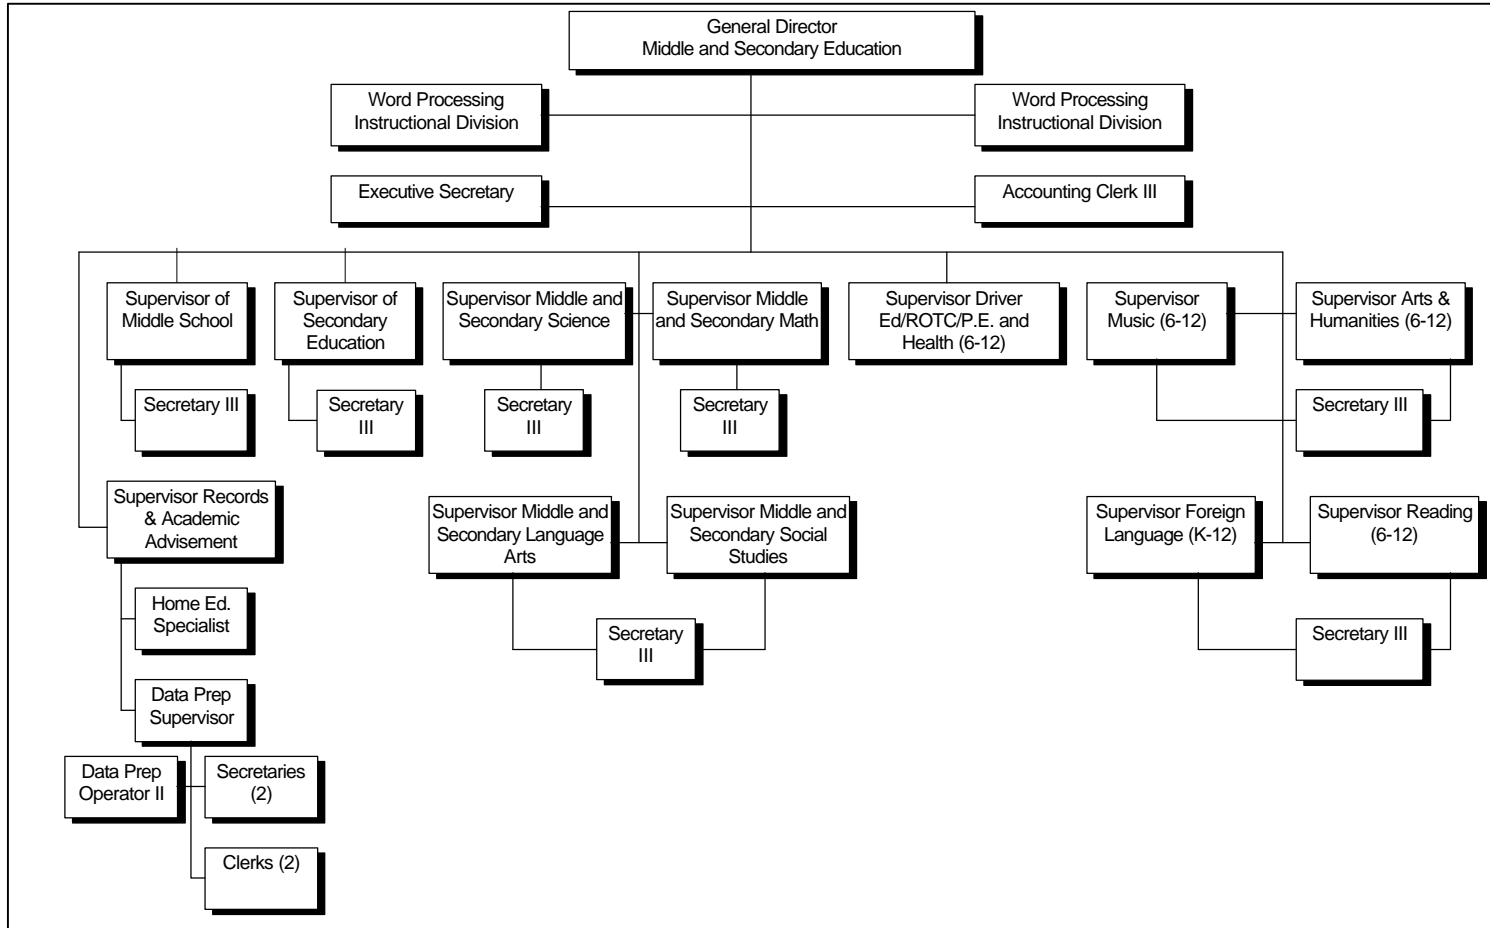 General Director
Middle and Secondary Education
Word Processing
Instructional Division
Word Processing
Instructional Division
Executive Secretary
Accounting Clerk III
Supervisor of
Middle School
Supervisor of
Secondary
Education
Supervisor Middle and
Secondary Science
Supervisor Middle
and Secondary Math
Supervisor Driver
Ed/ROTC/P.E. and
Health (6-12)
Supervisor
Music (6-12)
Supervisor Arts &
Humanities (6-12)
Secretary III
Secretary
III
Secretary
III
Secretary
III
Secretary III
Supervisor Records
& Academic
Advisement
Supervisor Middle and
Secondary Language
Arts
Supervisor Middle and
Secondary Social
Studies
Supervisor Foreign
Language (K-12)
Supervisor Reading
(6-12)
Home Ed.
Specialist
Secretary
III
Secretary III
Data Prep
Supervisor
Data Prep
Operator II
Secretaries
(2)
Clerks (2)